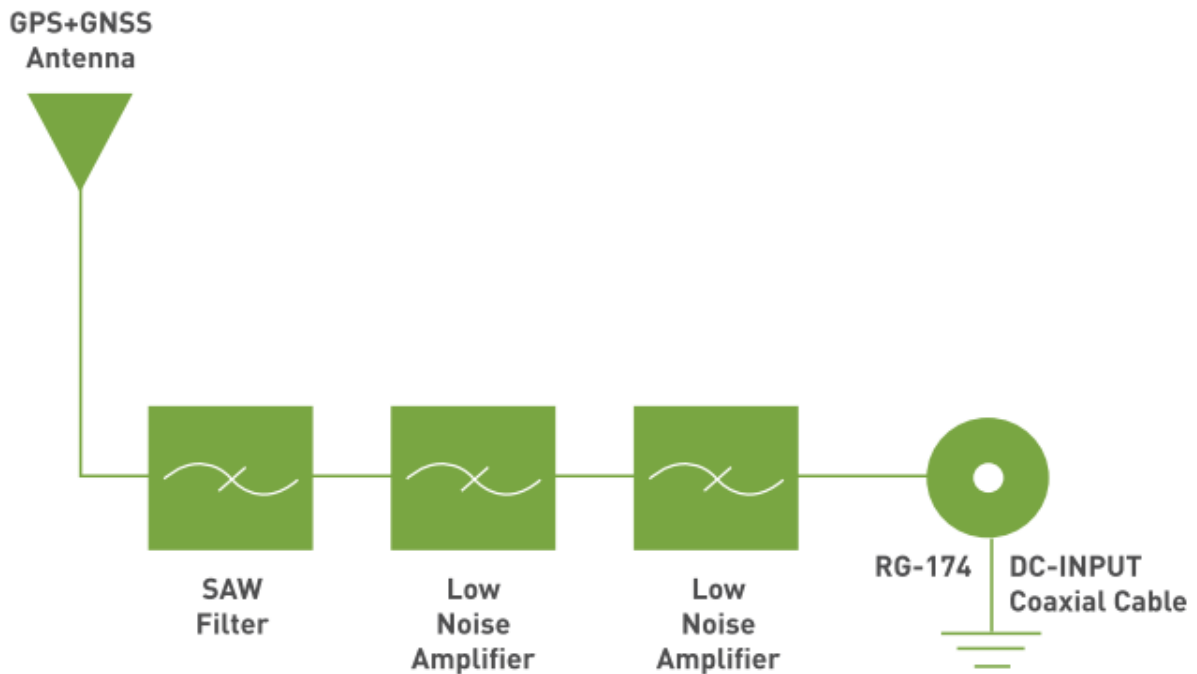 GPS+GNSS
Antenna
SAW
Filter
Low
Noise
Amplifier
Low
Noise
Amplifier
RG-174
DC-INPUT
Coaxial Cable